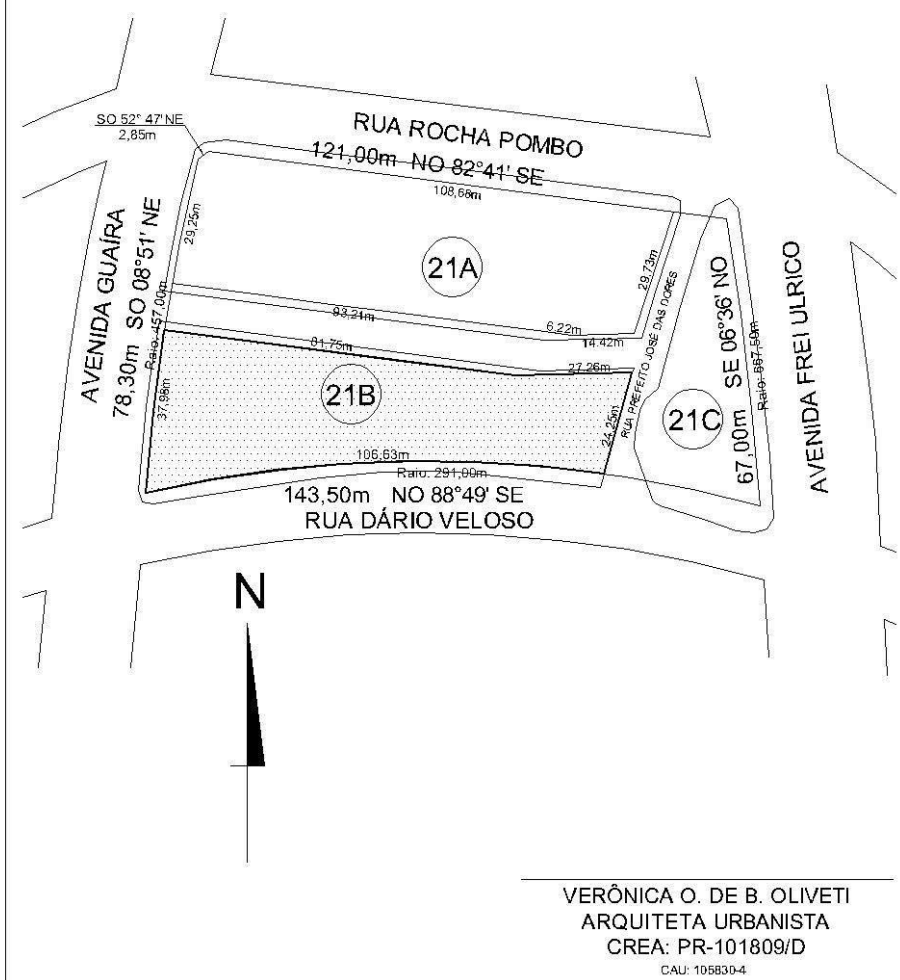 RUA ROCHA POMBO
121,00m NO 82°41' SE
108,68m
SO 52° 47' NE
2,85m
AVENIDA GUAÍRA
78,30m SO 08°51' NE
Raio: 457,00m
29,25m
21A
29,73m
93,21m
6,22m
14,42m
RUA PREFEITO JOSÉ DAS DORES
81,75m
27,26m
37,98m
21B
24,25m
106,63m
Raio: 291,00m
143,50m NO 88°49' SE
RUA DÁRIO VELOSO
21C
67,00m SE 06°36' NO
AVENIDA FREI ULRICO
N
VERÔNICA O. DE B. OLIVETI
ARQUITETA URBANISTA
CREA: PR-101809/D
CAU: 105830-4